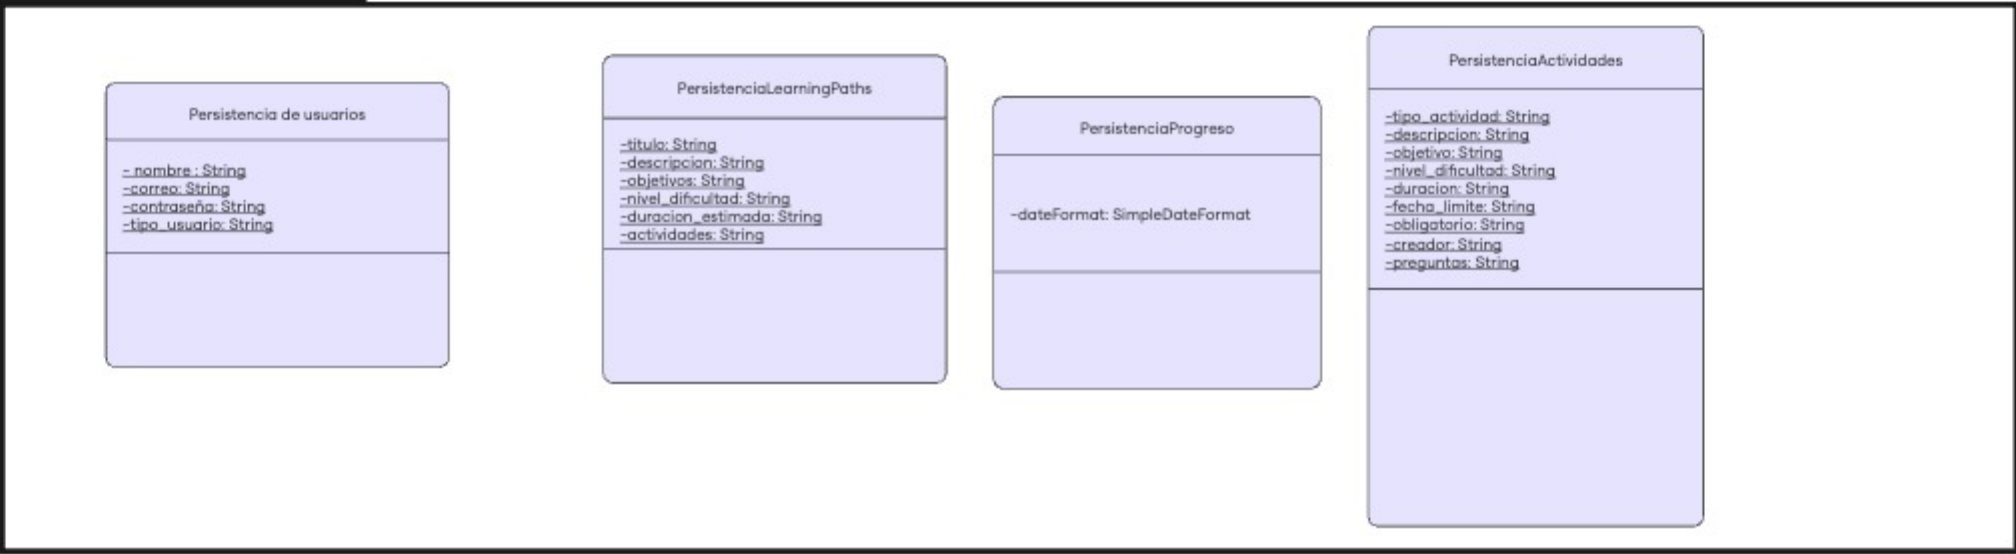 Persistencia de usuarios
- nombre : String
-correo: String
-contraseña: String
-tipo_usuario: String
PersistenciaLearningPaths
-titulo: String
-descripcion: String
-objetivos: String
-nivel_dificultad: String
-duracion_estimada: String
-actividades: String
PersistenciaProgreso
-dateFormat: SimpleDateFormat
PersistenciaActividades
-tipo_actividad: String
-descripcion: String
-objetivo: String
-nivel_dificultad: String
-duracion: String
-fecha_limite: String
-obligatorio: String
-creador: String
-preguntas: String